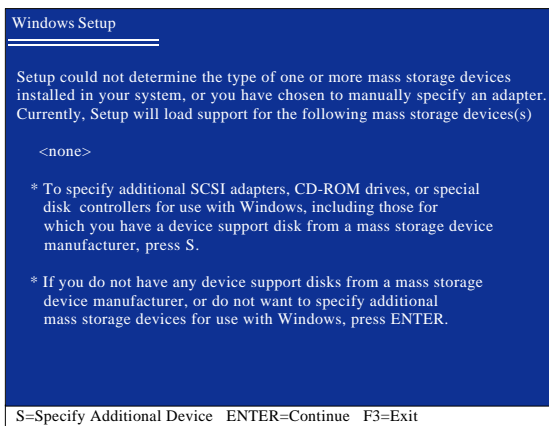 Windows Setup
Setup could not determine the type of one or more mass storage devices
installed in your system, or you have chosen to manually specify an adapter.
Currently, Setup will load support for the following mass storage devices(s)
<none>
* To specify additional SCSI adapters, CD-ROM drives, or special
disk controllers for use with Windows, including those for
which you have a device support disk from a mass storage device
manufacturer, press S.
* If you do not have any device support disks from a mass storage
device manufacturer, or do not want to specify additional
mass storage devices for use with Windows, press ENTER.
S=Specify Additional Device ENTER=Continue F3=Exit